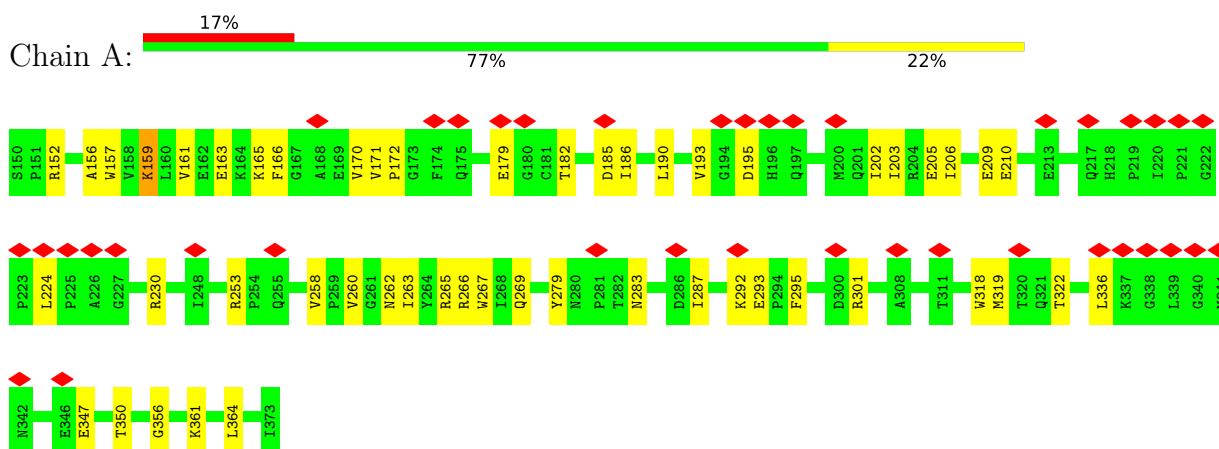 17%
Chain A:
77% 22%
S150 P151 R152 A156 W157 V158 K159 L160 V161 E162 E163 K164 K165 F166 G167 A168 E169 V170 V171 P172 G173 F174 Q175 E179 G180 C181 T182 D185 I186 L190 V193 G194 D195 H196 Q197 M200 Q201 I202 I203 R204 E205 I206 E209 E210 E213 Q217 H218 P219 I220 P221 G222
P223 L224 P225 A226 G227 R230 I248 R253 P254 Q255 V258 P259 V260 G261 N262 I263 Y264 R265 R266 W267 I268 Q269 Y279 N280 P281 T282 N283 D286 I287 K292 E293 P294 F295 D300 R301 A308 T311 W318 M319 T320 Q321 T322 L336 K337 G338 L339 G340
N342 E346 E347 T350 G356 K361 L364 I373